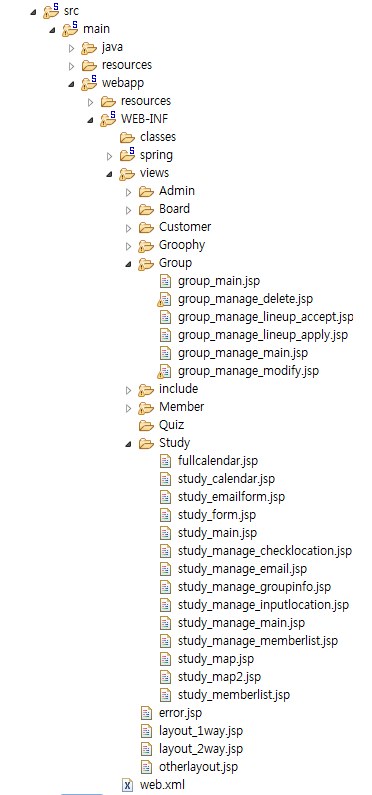 src
main
java
resources
webapp
resources
WEB-INF
classes
spring
views
Admin
Board
Customer
Groophy
Group
group_main.jsp
group_manage_delete.jsp
group_manage_lineup_accept.jsp
group_manage_lineup_apply.jsp
group_manage_main.jsp
group_manage_modify.jsp
include
Member
Quiz
Study
fullcalendar.jsp
study_calendar.jsp
study_emailform.jsp
study_form.jsp
study_main.jsp
study_manage_checklocation.jsp
study_manage_email.jsp
study_manage_groupinfo.jsp
study_manage_inputlocation.jsp
study_manage_main.jsp
study_manage_memberlist.jsp
study_map.jsp
study_map2.jsp
study_memberlist.jsp
error.jsp
layout_1way.jsp
layout_2way.jsp
otherlayout.jsp
web.xml